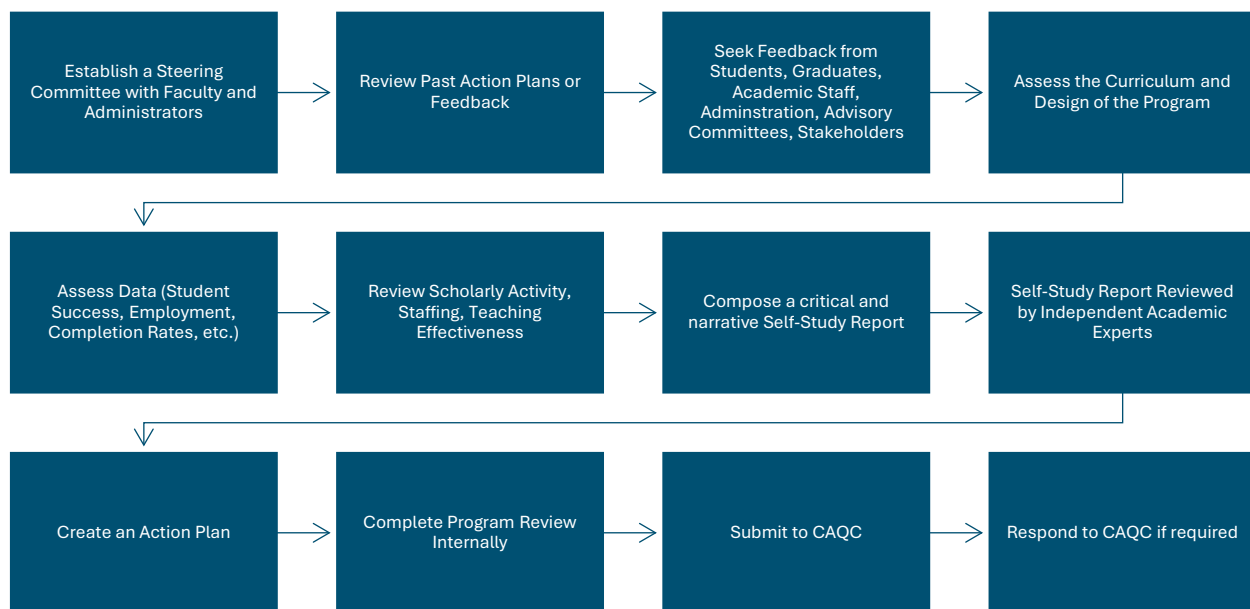 Establish a Steering
Committee with Faculty and
Administrators
Review Past Action Plans or
Feedback
Seek Feedback from
Students, Graduates,
Academic Staff,
Adminstration, Advisory
Committees, Stakeholders
Assess the Curriculum and
Design of the Program
Assess Data (Student
Success, Employment,
Completion Rates, etc.)
Review Scholarly Activity,
Staffing, Teaching
Effectiveness
Compose a critical and
narrative Self-Study Report
Self-Study Report Reviewed
by Independent Academic
Experts
Create an Action Plan
Complete Program Review
Internally
Submit to CAQC
Respond to CAQC if required